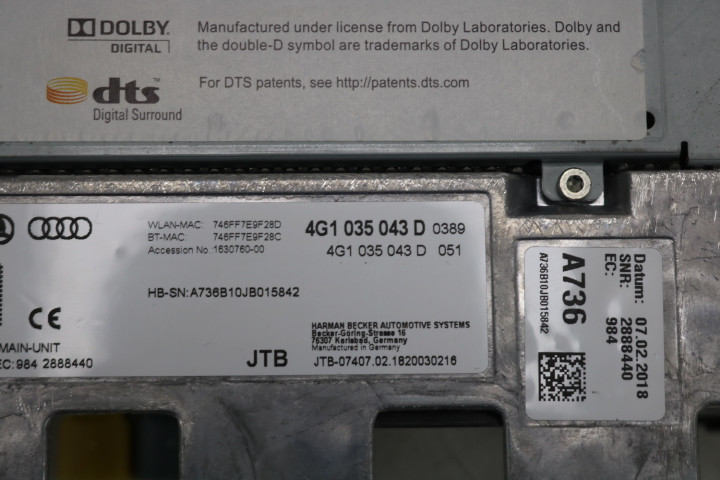 DOLBY.
DIGITAL
Manufactured under license from Dolby Laboratories. Dolby and
the double-D symbol are trademarks of Dolby Laboratories.
dts™
Digital Surround
For DTS patents, see http://patents.dts.com
WLAN-MAC: 746FF7E9F28D
BT-MAC: 746FF7E9F28C
Accession No.1630760-00
4G1 035 043 D 0389
4G1 035 043 D 051
HB-SN:A736B10JB015842
CE
MAIN-UNIT
EC: 984 2888440
JTB
HARMAN BECKER AUTOMOTIVE SYSTEMS
Becker-Göring-Strasse 16
76307 Karlsbad, Germany
Manufactured in Germany
JTB-07407.02.1820030216
Datum: 07.02.2018
SNR: 2888440
EC: 984
A736
A736B10JB015842